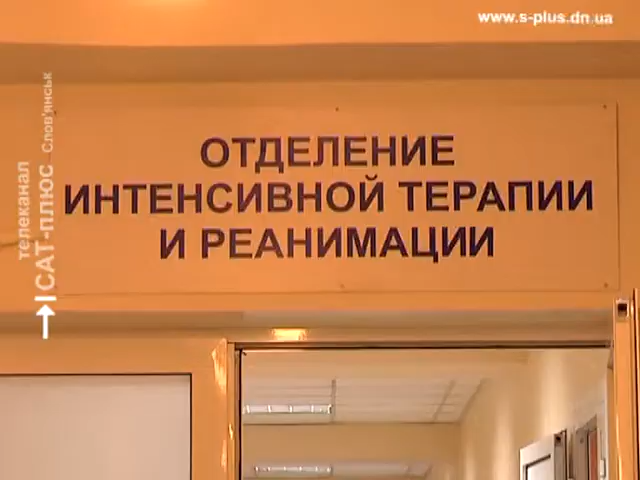 www.s-plus.dn.ua
ОТДЕЛЕНИЕ
ИНТЕНСИВНОЙ ТЕРАПИИ
И РЕАНИМАЦИИ
телеканал
САТ-ПЛЮС Слов'янськ